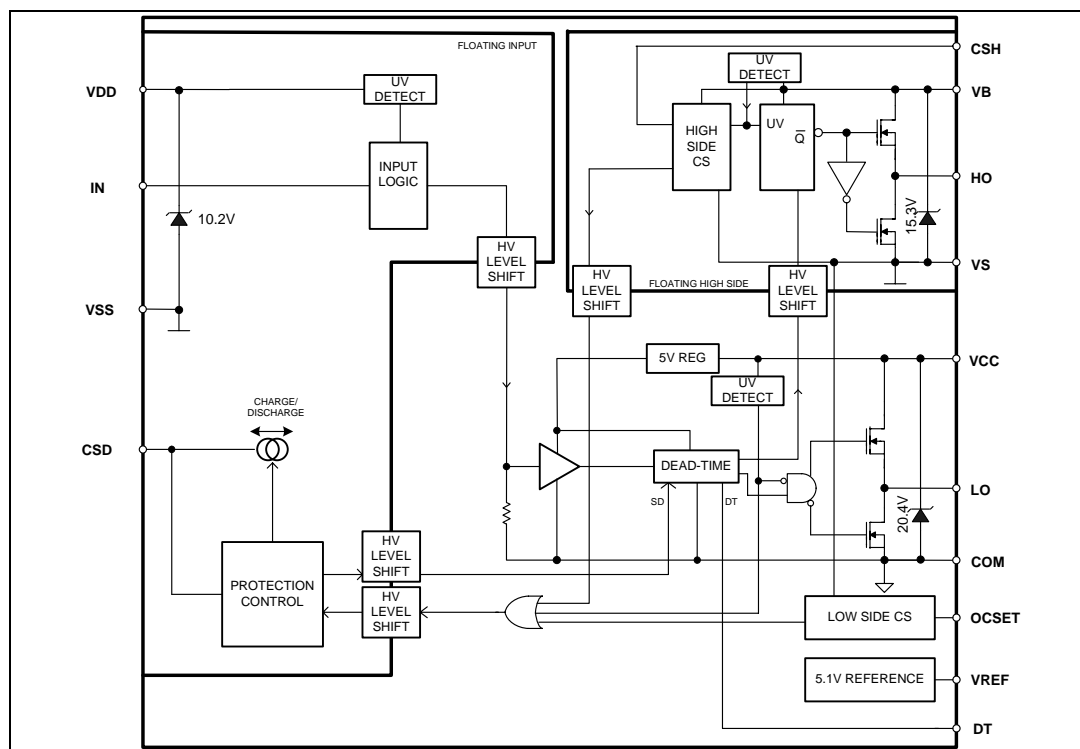 FLOATING INPUT
CSH
UV
DETECT
VDD
UV
DETECT
VB
HIGH
SIDE
CS
UV
Q
INPUT
LOGIC
IN
HO
10.2V
15.3V
HV
LEVEL
SHIFT
VS
HV
LEVEL
SHIFT
FLOATING HIGH SIDE
HV
LEVEL
SHIFT
VSS
5V REG
VCC
UV
DETECT
CHARGE/
DISCHARGE
CSD
DEAD-TIME
SD
DT
LO
20.4V
HV
LEVEL
SHIFT
COM
PROTECTION
CONTROL
HV
LEVEL
SHIFT
LOW SIDE CS
OCSET
5.1V REFERENCE
VREF
DT